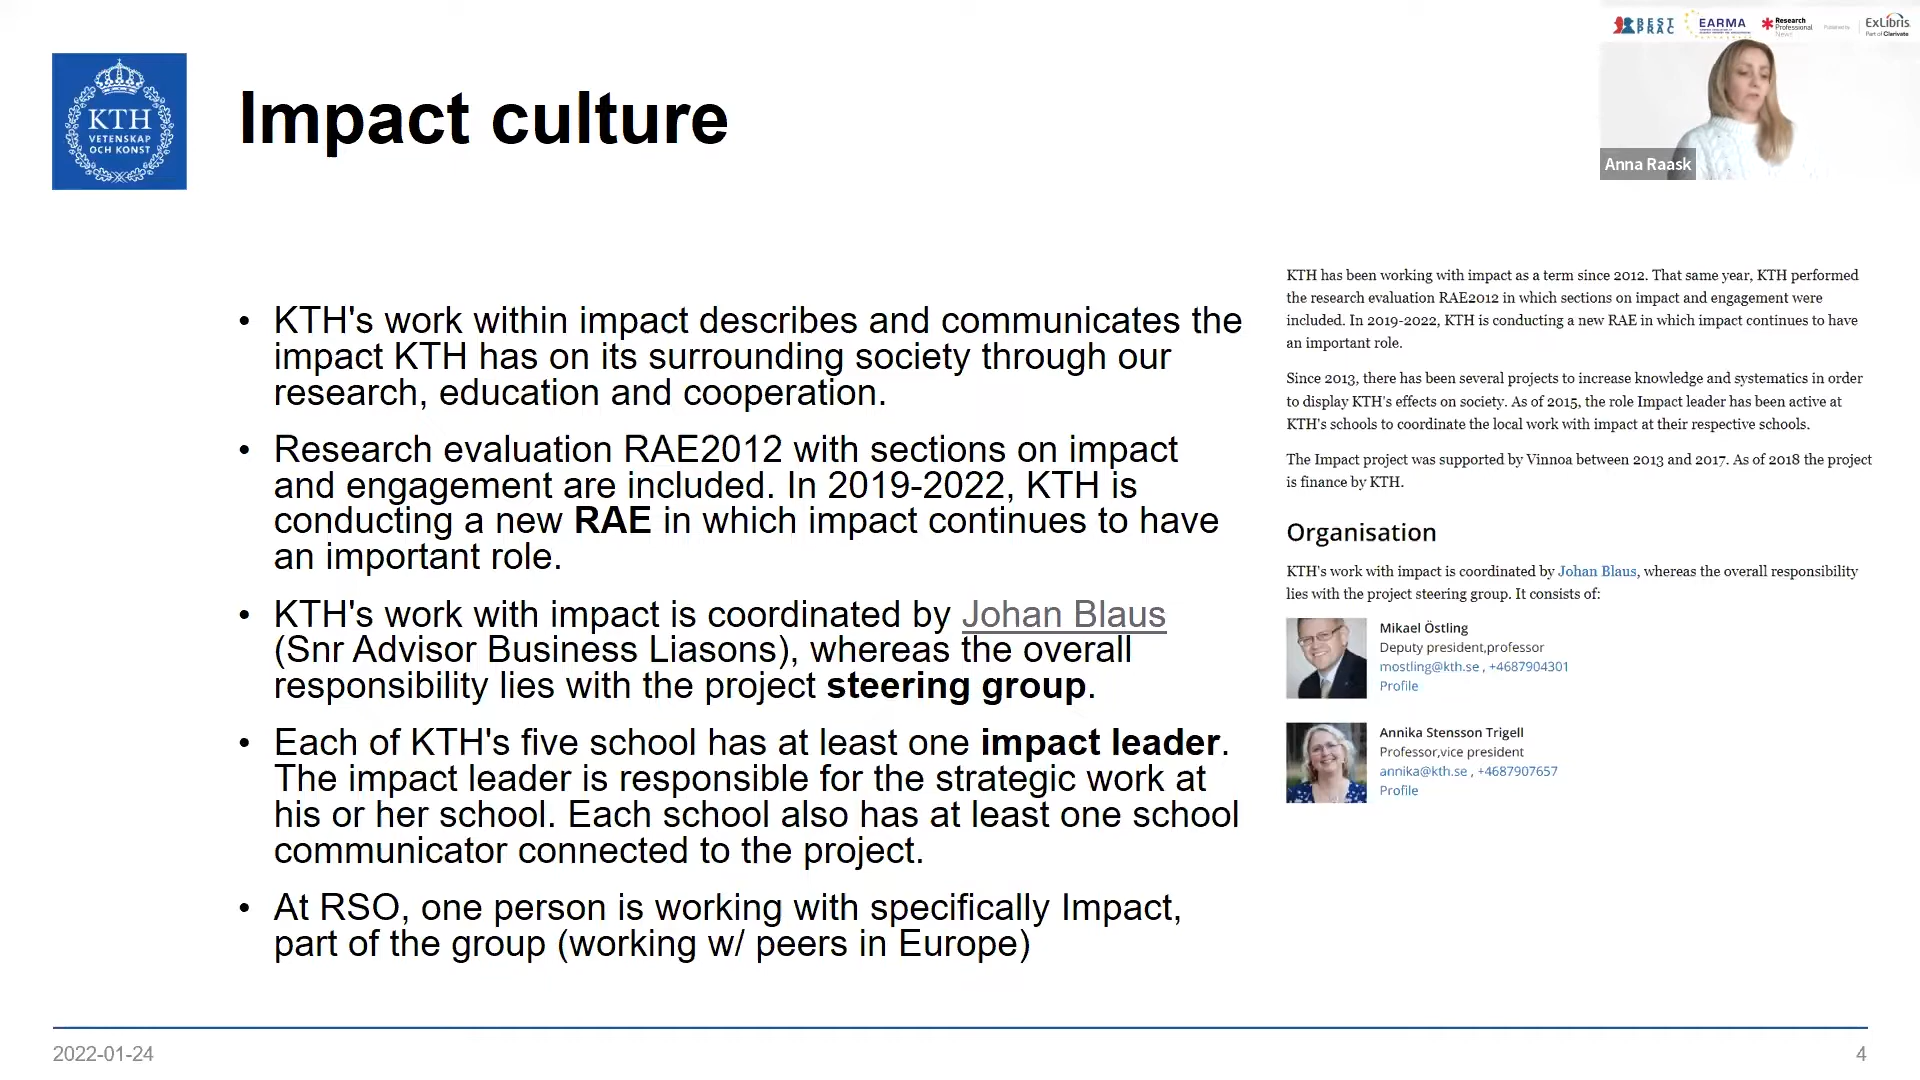 BEST
PRAC
EARMA
Research
Professional
News
ExLibris
Part of Clarivate
Anna Raask
KTH
VETENSKAP
OCH KONST
Impact culture
• KTH's work within impact describes and communicates the
impact KTH has on its surrounding society through our
research, education and cooperation.
• Research evaluation RAE2012 with sections on impact
and engagement are included. In 2019-2022, KTH is
conducting a new RAE in which impact continues to have
an important role.
• KTH's work with impact is coordinated by Johan Blaus
(Snr Advisor Business Liasons), whereas the overall
responsibility lies with the project steering group.
• Each of KTH's five school has at least one impact leader.
The impact leader is responsible for the strategic work at
his or her school. Each school also has at least one school
communicator connected to the project.
• At RSO, one person is working with specifically Impact,
part of the group (working w/ peers in Europe)
KTH has been working with impact as a term since 2012. That same year, KTH performed
the research evaluation RAE2012 in which sections on impact and engagement were
included. In 2019-2022, KTH is conducting a new RAE in which impact continues to have
an important role.
Since 2013, there has been several projects to increase knowledge and systematics in order
to display KTH's effects on society. As of 2015, the role Impact leader has been active at
KTH's schools to coordinate the local work with impact at their respective schools.
The Impact project was supported by Vinnoa between 2013 and 2017. As of 2018 the project
is finance by KTH.
Organisation
KTH's work with impact is coordinated by Johan Blaus, whereas the overall responsibility
lies with the project steering group. It consists of:
Mikael Östling
Deputy president,professor
mostling@kth.se , +4687904301
Profile
Annika Stensson Trigell
Professor,vice president
annika@kth.se , +4687907657
Profile
2022-01-24
4